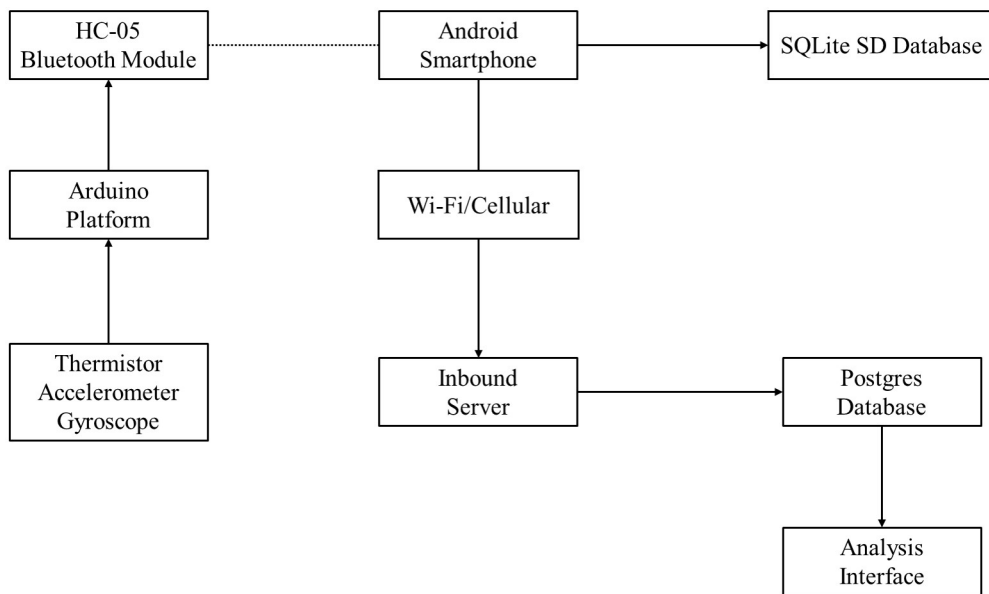 HC-05
Bluetooth Module
Android
Smartphone
SQLite SD Database
Arduino
Platform
Wi-Fi/Cellular
Thermistor
Accelerometer
Gyroscope
Inbound
Server
Postgres
Database
Analysis
Interface